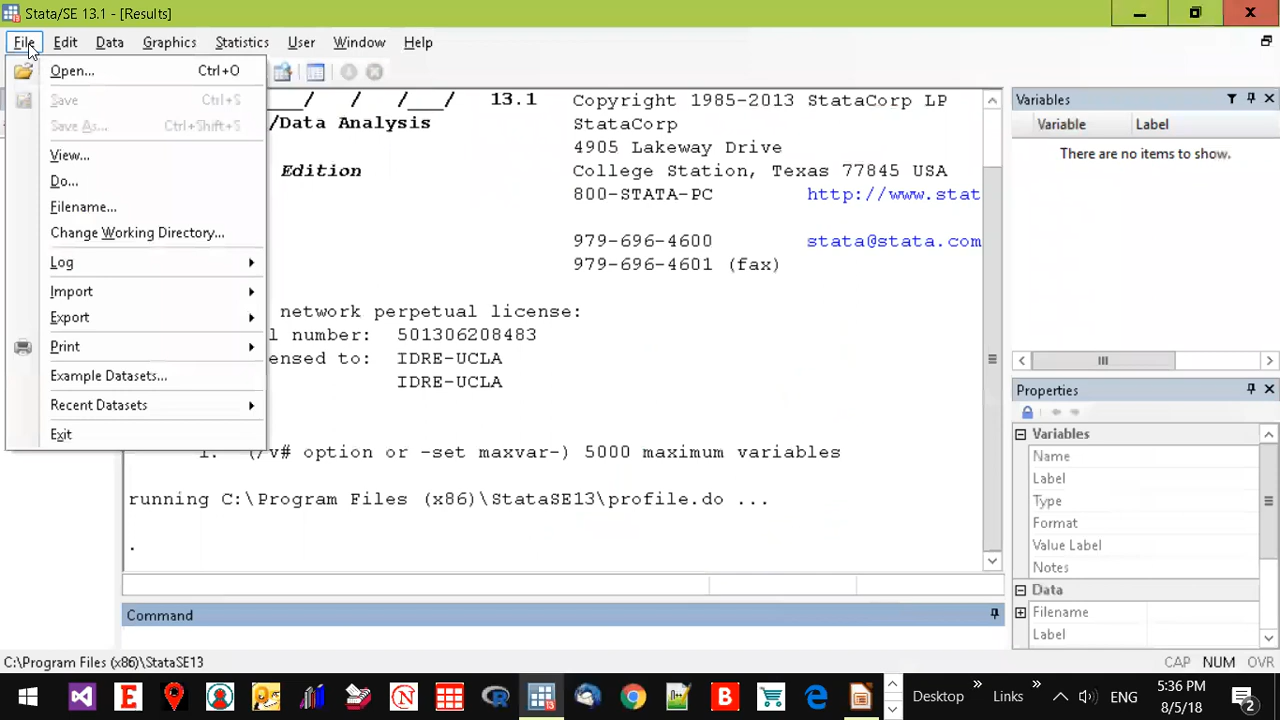 Stata/SE 13.1 - [Results]
File Edit Data Graphics Statistics User Window Help
Open... Ctrl+O
Save Ctrl+S
Save As... Ctrl+Shift+S
View...
Do...
Filename...
Change Working Directory...
Log
Import
Export
Print
Example Datasets...
Recent Datasets
Exit
___/ / /___/ 13.1 Copyright 1985-2013 StataCorp LP
/Data Analysis StataCorp
4905 Lakeway Drive
Edition College Station, Texas 77845 USA
800-STATA-PC http://www.stat
979-696-4600 stata@stata.com
979-696-4601 (fax)
network perpetual license:
l number: 501306208483
ensed to: IDRE-UCLA
IDRE-UCLA
1. (/v# option or -set maxvar-) 5000 maximum variables
running C:\Program Files (x86)\StataSE13\profile.do ...
.
Command
Variables
Variable Label
There are no items to show.
Properties
Variables
Name
Label
Type
Format
Value Label
Notes
Data
Filename
Label
C:\Program Files (x86)\StataSE13
CAP NUM OVR
Desktop » Links » ENG
5:36 PM
8/5/18
2